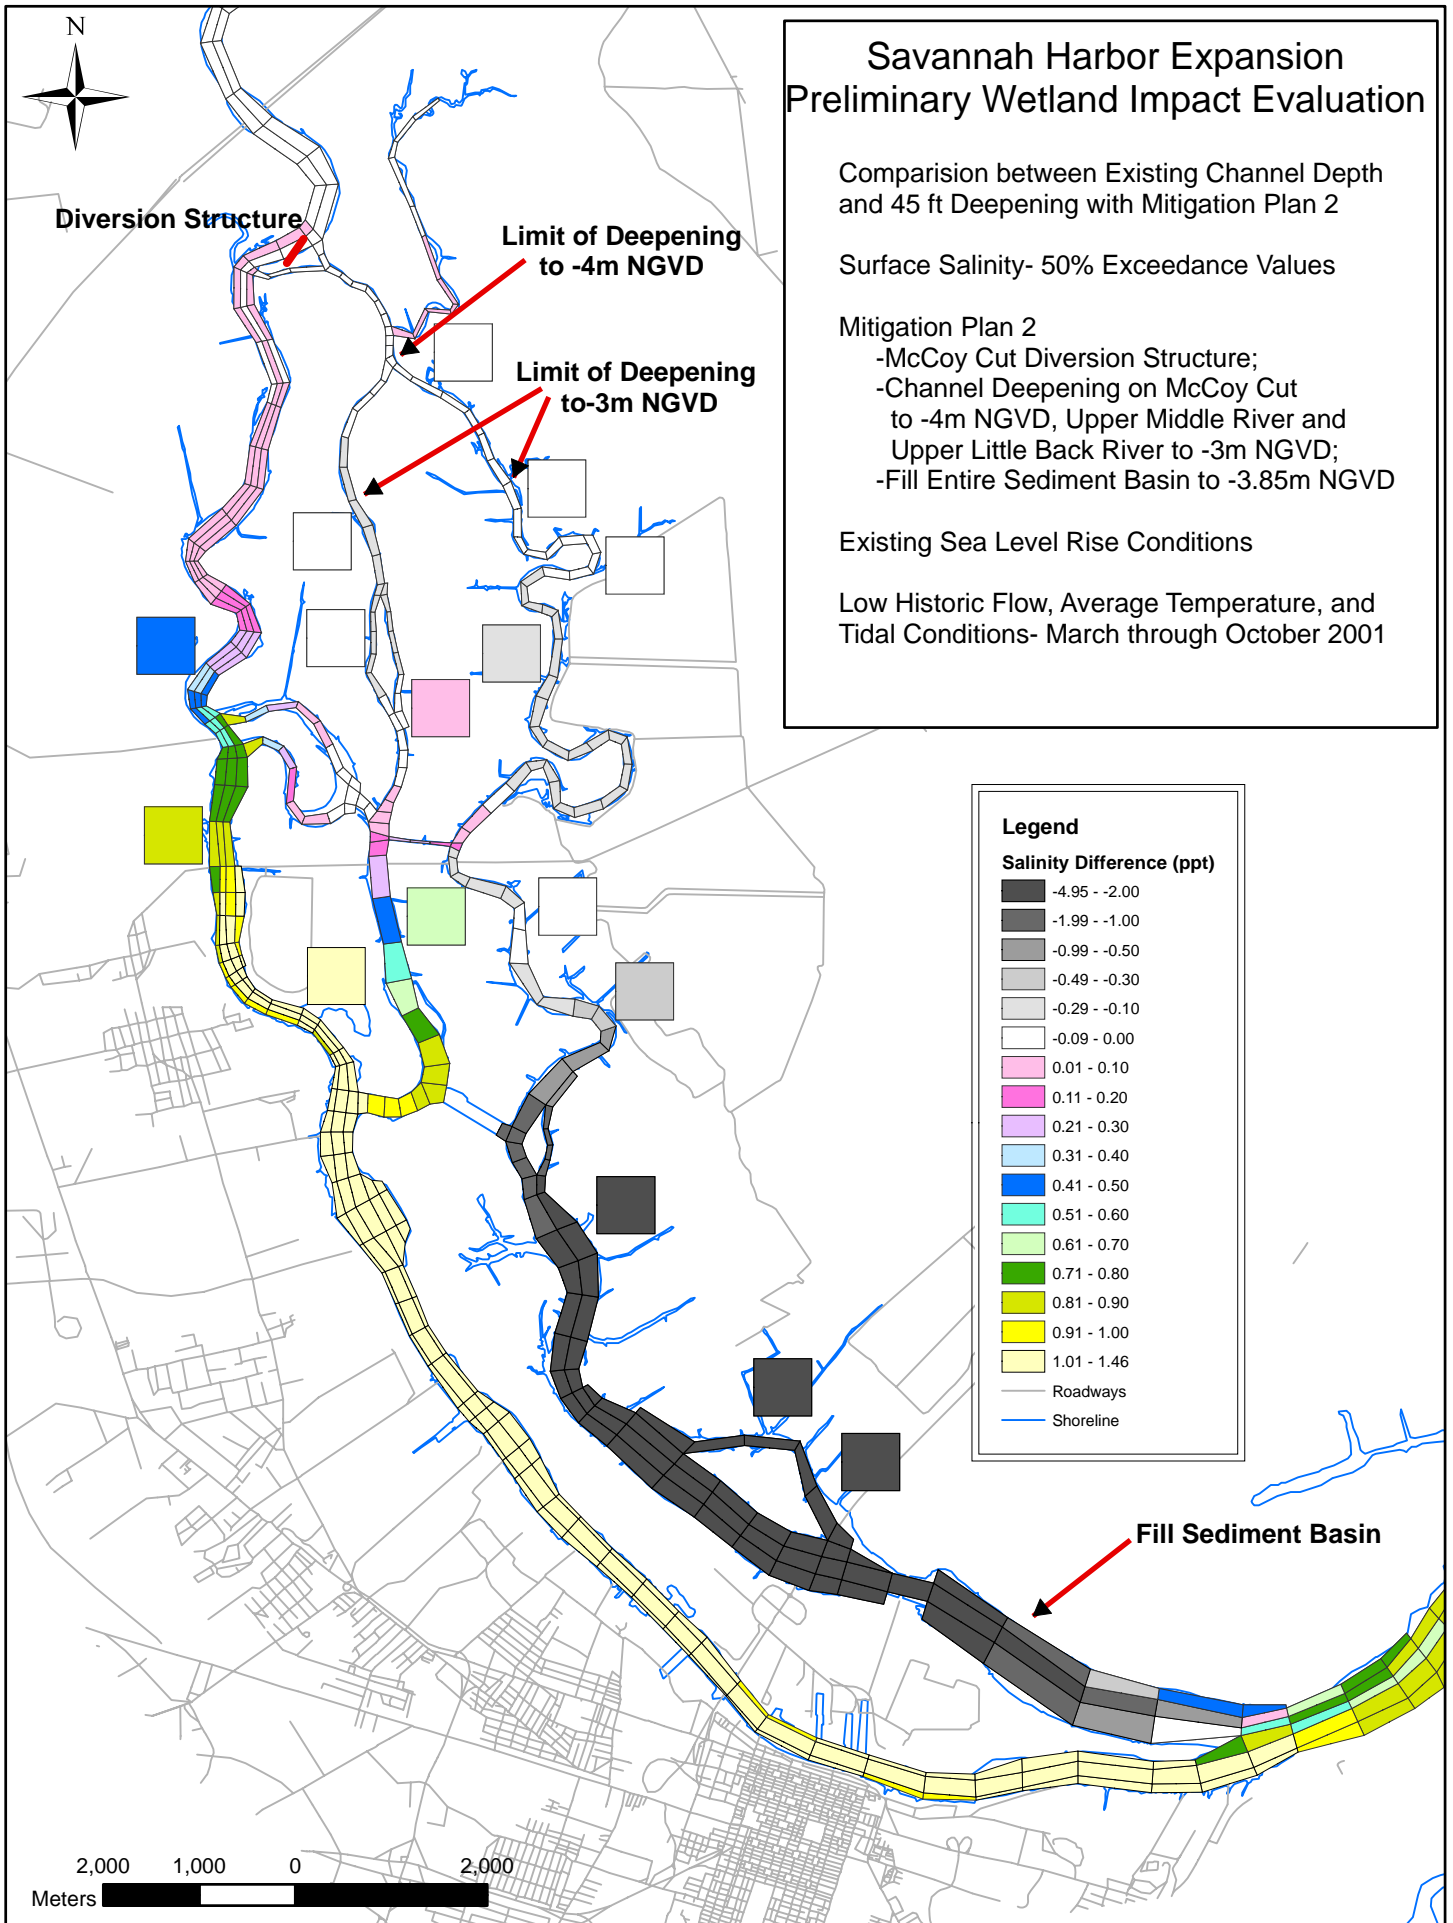 N
Savannah Harbor Expansion
Preliminary Wetland Impact Evaluation
Comparision between Existing Channel Depth
and 45 ft Deepening with Mitigation Plan 2
Surface Salinity- 50% Exceedance Values
Mitigation Plan 2
-McCoy Cut Diversion Structure;
-Channel Deepening on McCoy Cut
to -4m NGVD, Upper Middle River and
Upper Little Back River to -3m NGVD;
-Fill Entire Sediment Basin to -3.85m NGVD
Existing Sea Level Rise Conditions
Low Historic Flow, Average Temperature, and
Tidal Conditions- March through October 2001
Diversion Structure
Limit of Deepening
to -4m NGVD
Limit of Deepening
to-3m NGVD
Legend
Salinity Difference (ppt)
-4.95 - -2.00
-1.99 - -1.00
-0.99 - -0.50
-0.49 - -0.30
-0.29 - -0.10
-0.09 - 0.00
0.01 - 0.10
0.11 - 0.20
0.21 - 0.30
0.31 - 0.40
0.41 - 0.50
0.51 - 0.60
0.61 - 0.70
0.71 - 0.80
0.81 - 0.90
0.91 - 1.00
1.01 - 1.46
Roadways
Shoreline
Fill Sediment Basin
2,000 1,000 0 2,000
Meters